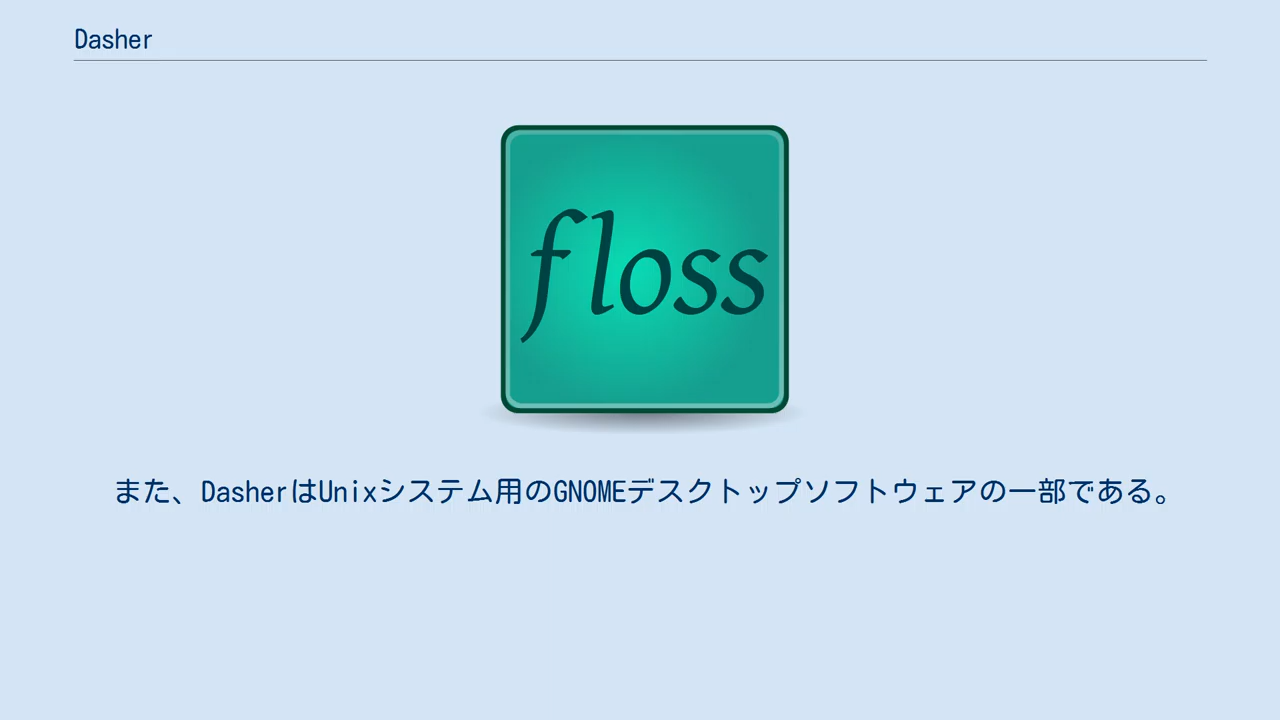 Dasher
floss
また、DasherはUnixシステム用のGNOMEデスクトップソフトウェアの一部である。